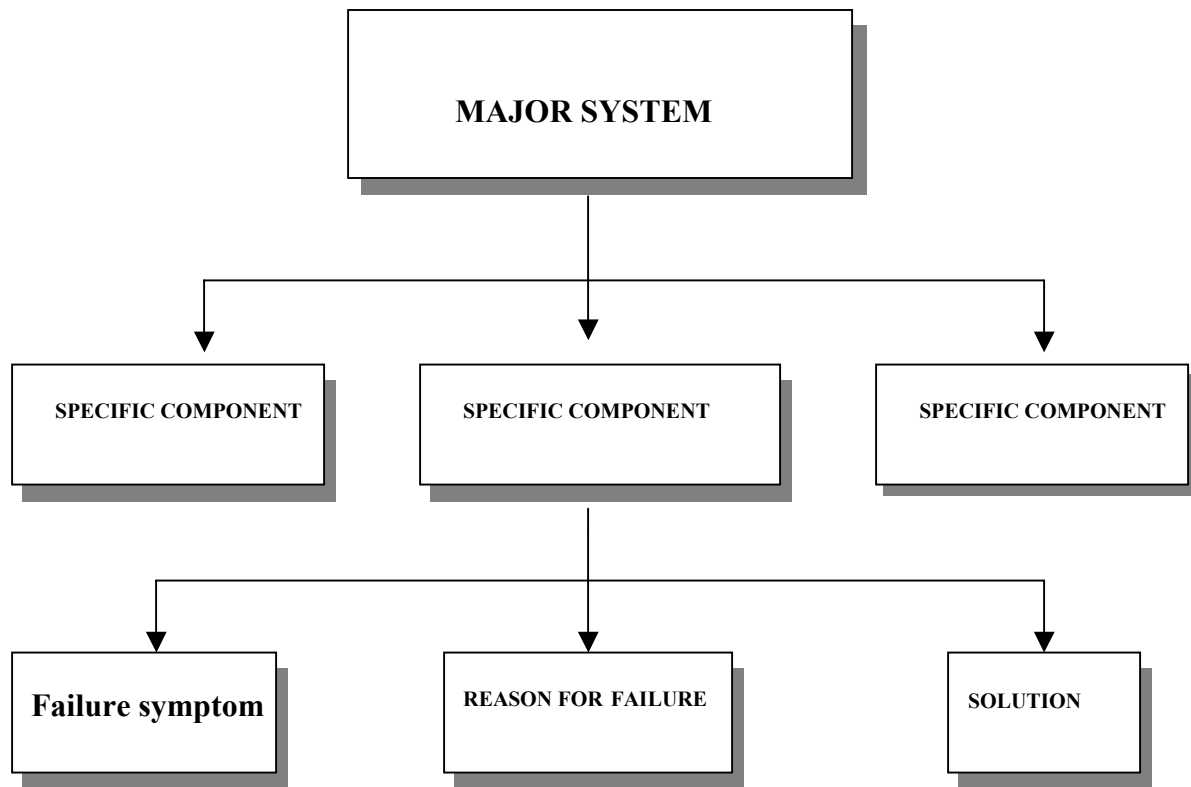 MAJOR SYSTEM
SPECIFIC COMPONENT
SPECIFIC COMPONENT
SPECIFIC COMPONENT
Failure symptom
REASON FOR FAILURE
SOLUTION